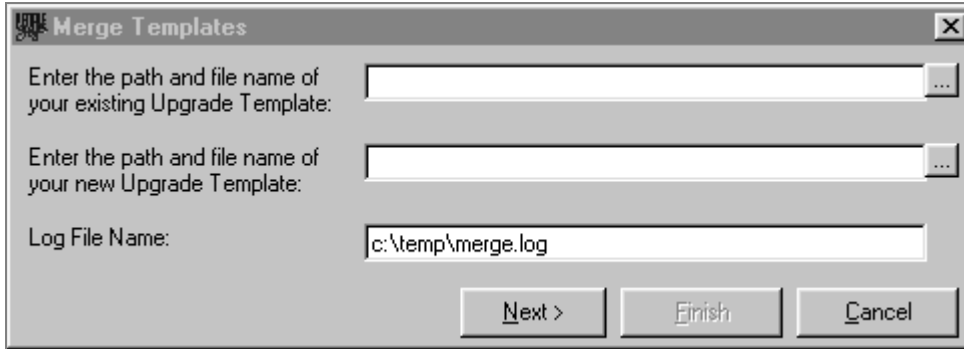 Merge Templates
Enter the path and file name of
your existing Upgrade Template:
...
Enter the path and file name of
your new Upgrade Template:
...
Log File Name:
c:\temp\merge.log
Next >
Finish
Cancel